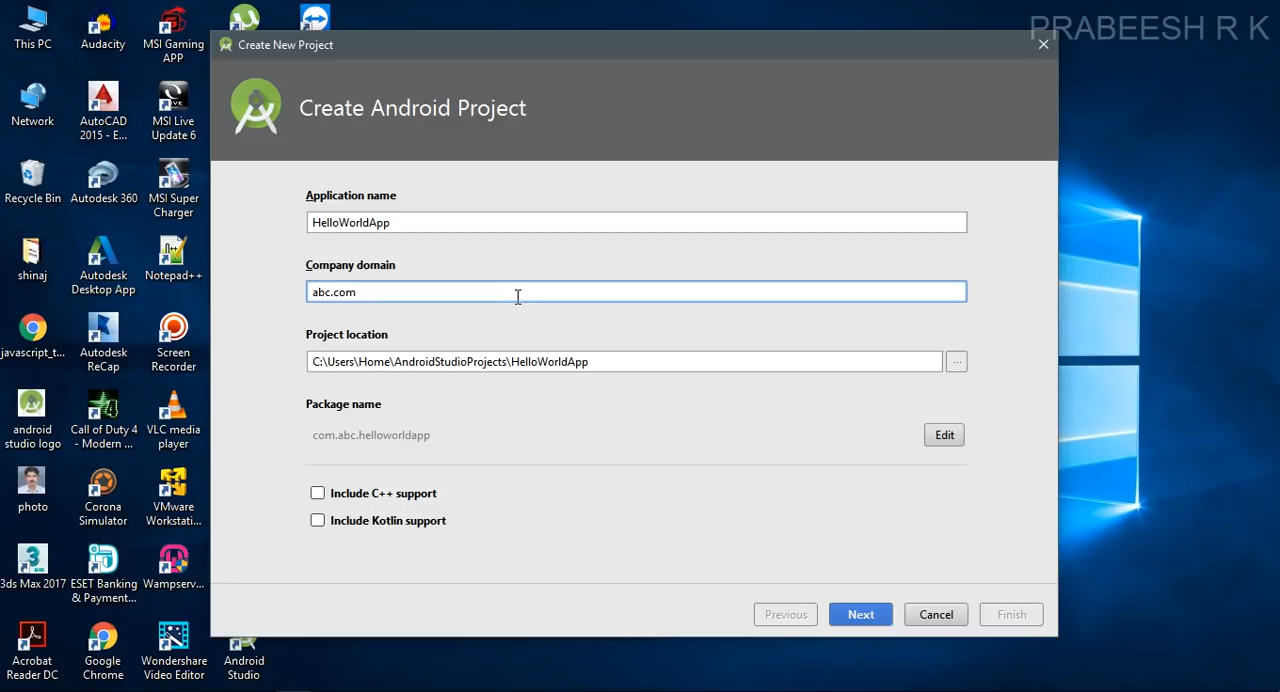 PRABEESH R K
This PC
Audacity
MSI Gaming
APP
Network
AutoCAD
2015 - E...
MSI Live
Update 6
Recycle Bin
Autodesk 360
MSI Super
Charger
shinaj
Autodesk
Desktop App
Notepad++
javascript_t...
Autodesk
ReCap
Screen
Recorder
android
studio logo
Call of Duty 4
- Modern ...
VLC media
player
photo
Corona
Simulator
VMware
Workstati...
3ds Max 2017
ESET Banking
& Payment...
Wampserv...
Acrobat
Reader DC
Google
Chrome
Wondershare
Video Editor
Android
Studio
Create New Project
Create Android Project
Application name
HelloWorldApp
Company domain
abc.com
Project location
C:\Users\Home\AndroidStudioProjects\HelloWorldApp
...
Package name
com.abc.helloworldapp
Edit
Include C++ support
Include Kotlin support
Previous
Next
Cancel
Finish